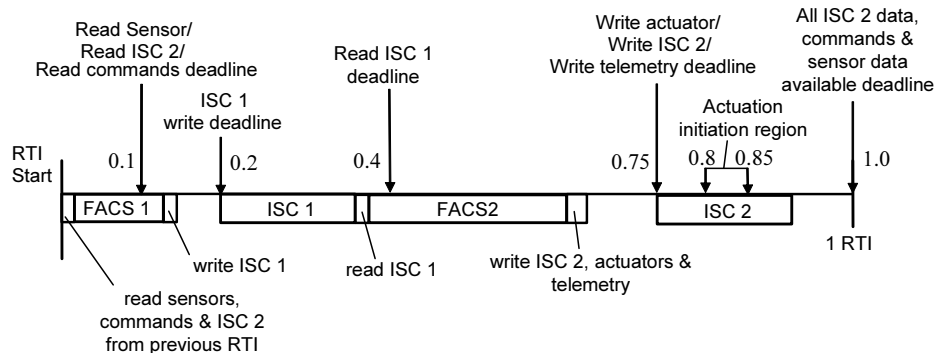 Read Sensor/
Read ISC 2/
Read commands deadline
ISC 1
write deadline
Read ISC 1
deadline
Write actuator/
Write ISC 2/
Write telemetry deadline
Actuation
initiation region
All ISC 2 data,
commands &
sensor data
available deadline
RTI
Start
0.1
0.2
0.4
0.75
0.8
0.85
1.0
FACS 1
ISC 1
FACS2
ISC 2
1 RTI
write ISC 1
read ISC 1
write ISC 2, actuators &
telemetry
read sensors,
commands & ISC 2
from previous RTI